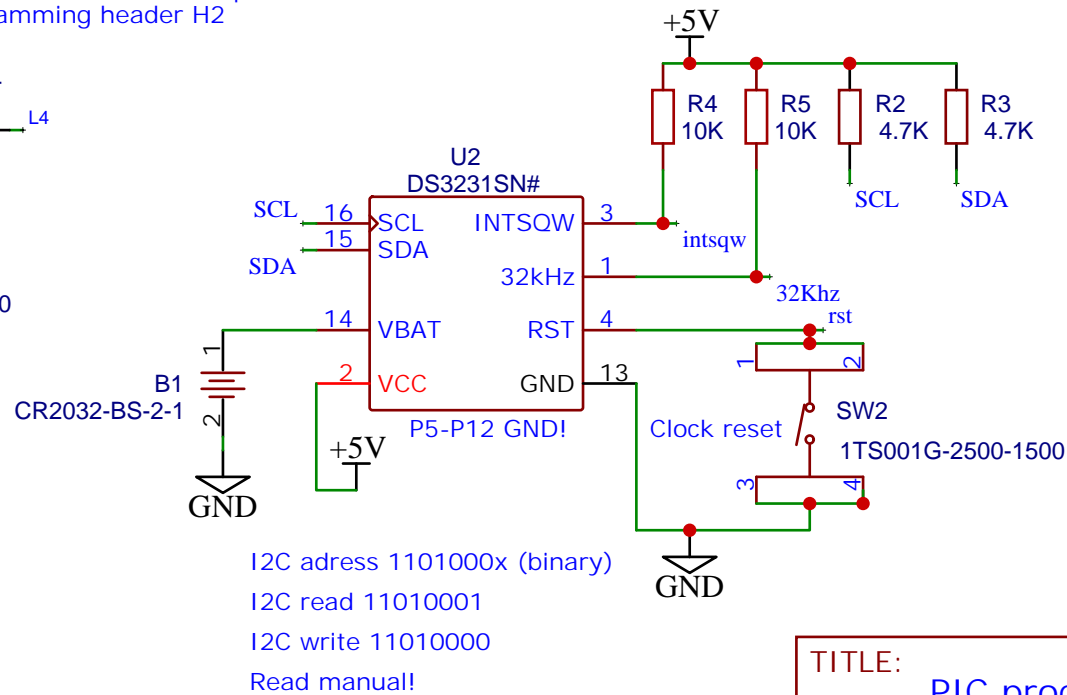 amming header H2
L4
+5V
R4
10K
R5
10K
R2
4.7K
R3
4.7K
SCL
SDA
U2
DS3231SN#
SCL
16
SCL
INTSQW
3
intsqw
SDA
15
SDA
32kHz
1
32Khz
0
rst
14
VBAT
RST
4
1
B1
CR2032-BS-2-1
2
2
VCC
GND
13
1
2
SW2
1TS001G-2500-1500
Clock reset
3
4
P5-P12 GND!
+5V
GND
GND
I2C adress 1101000x (binary)
I2C read 11010001
I2C write 11010000
Read manual!
TITLE:
PIC prog